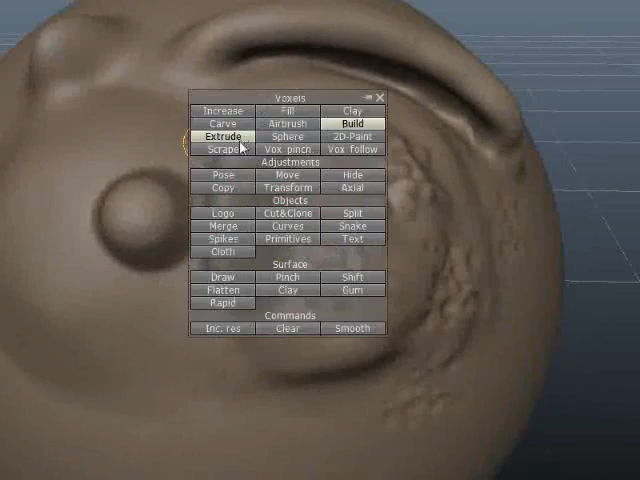 Voxels
Increase Fill Clay
Carve Airbrush Build
Extrude Sphere 2D-Paint
Scrape Vox pinch Vox follow
Adjustments
Pose Move Hide
Copy Transform Axial
Objects
Logo Cut&Clone Split
Merge Curves Snake
Spikes Primitives Text
Cloth
Surface
Draw Pinch Shift
Flatten Clay Gum
Rapid
Commands
Inc. res Clear Smooth